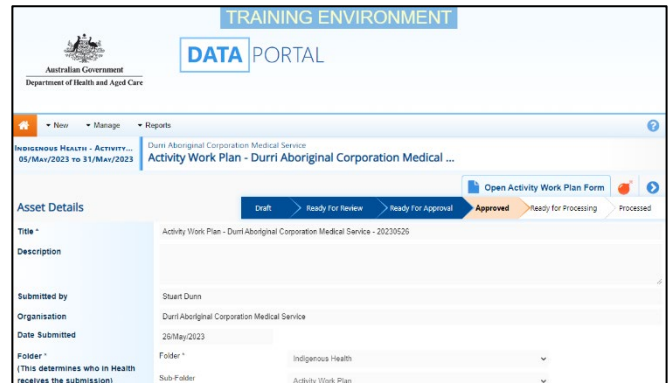 TRAINING ENVIRONMENT
Australian Government
Department of Health and Aged Care
DATA PORTAL
New Manage Reports
Indigenous Health - Activity...
05/May/2023 to 31/May/2023
Durri Aboriginal Corporation Medical Service
Activity Work Plan - Durri Aboriginal Corporation Medical ...
Open Activity Work Plan Form
Asset Details
Draft Ready For Review Ready For Approval Approved Ready for Processing Processed
Title * Activity Work Plan - Durri Aboriginal Corporation Medical Service - 20230526
Description
Submitted by Stuart Dunn
Organisation Durri Aboriginal Corporation Medical Service
Date Submitted 26/May/2023
Folder * Folder * Indigenous Health
(This determines who in Health
receives the submission) Sub-Folder Activity Work Plan